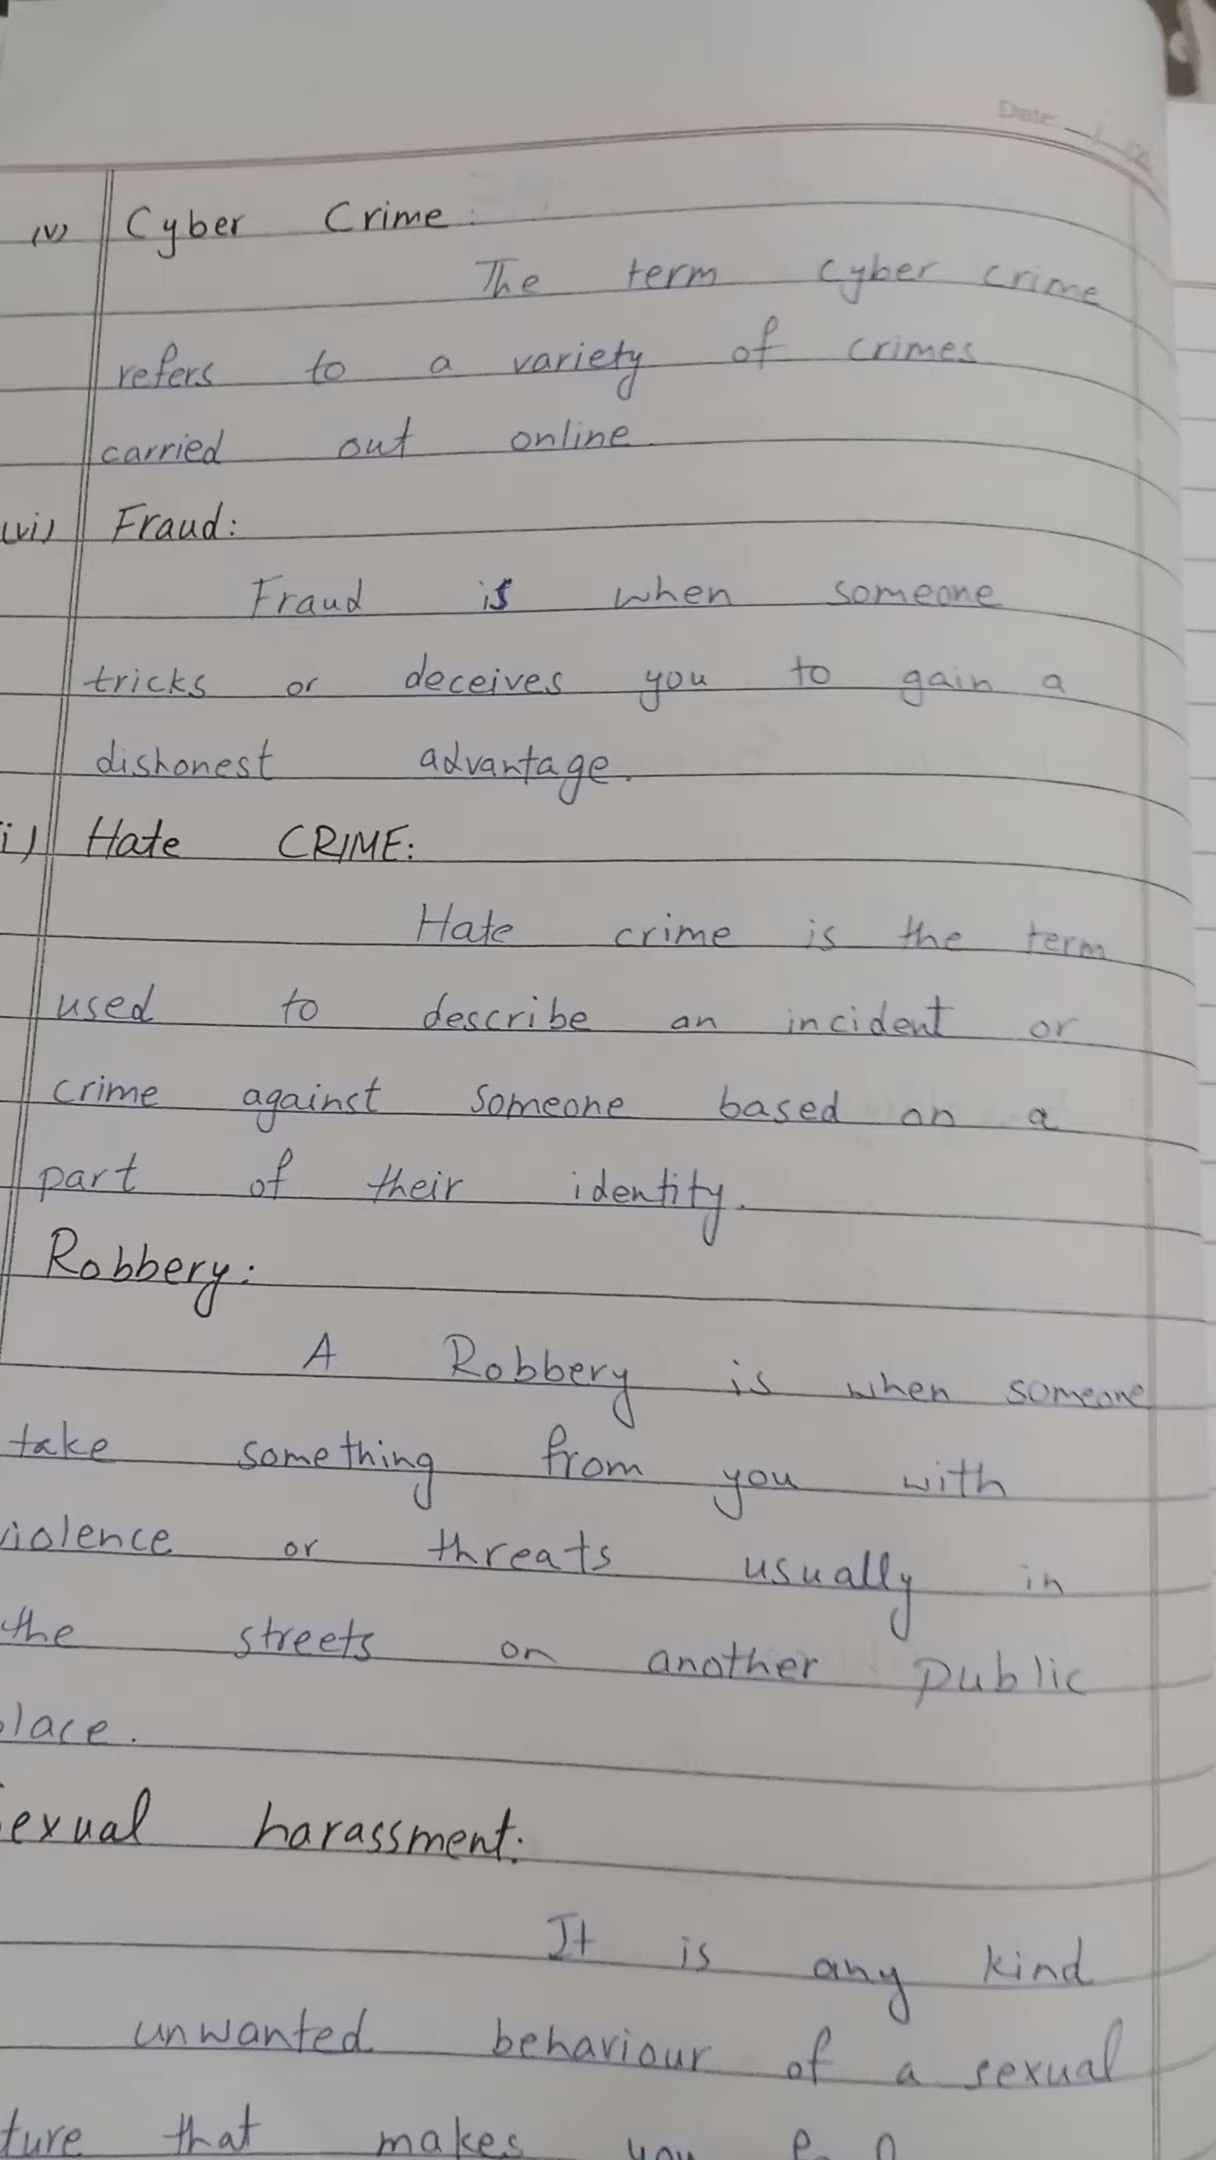 Date
(v) Cyber Crime:
The term cyber crime
refers to a variety of crimes
carried out online
(vi) Fraud:
Fraud is when someone
tricks or deceives you to gain a
dishonest advantage.
i) Hate CRIME:
Hate crime is the term
used to describe an incident or
crime against someone based on a
part of their identity.
Robbery:
A Robbery is when someone
take something from you with
violence or threats usually in
the streets on another public
lace.
exual harassment:
It is any kind
unwanted behaviour of a sexual
ture that makes you